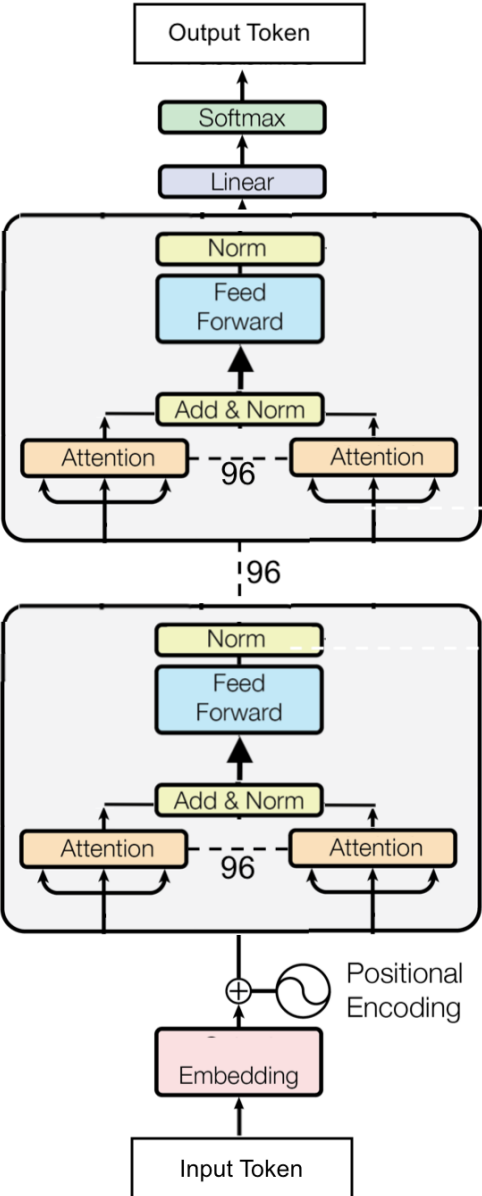 Output Token
Softmax
Linear
Norm
Feed
Forward
Add & Norm
Attention
Attention
96
96
Norm
Feed
Forward
Add & Norm
Attention
Attention
96
Positional
Encoding
Embedding
Input Token